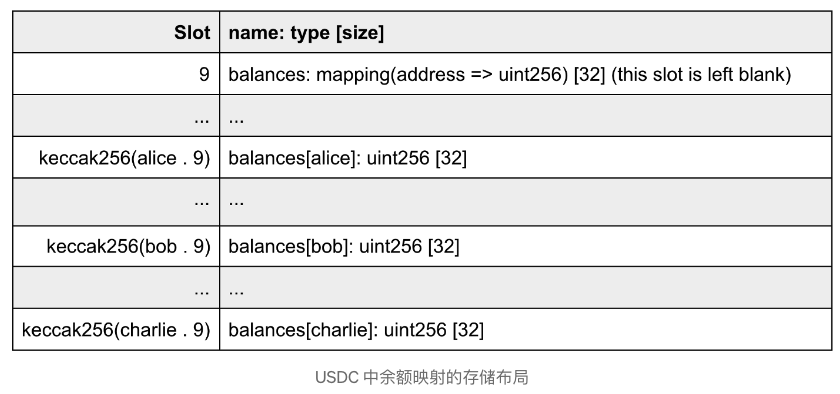 Slot name: type [size]
9 balances: mapping(address => uint256) [32] (this slot is left blank)
... ...
keccak256(alice . 9) balances[alice]: uint256 [32]
... ...
keccak256(bob . 9) balances[bob]: uint256 [32]
... ...
keccak256(charlie . 9) balances[charlie]: uint256 [32]
USDC 中余额映射的存储布局